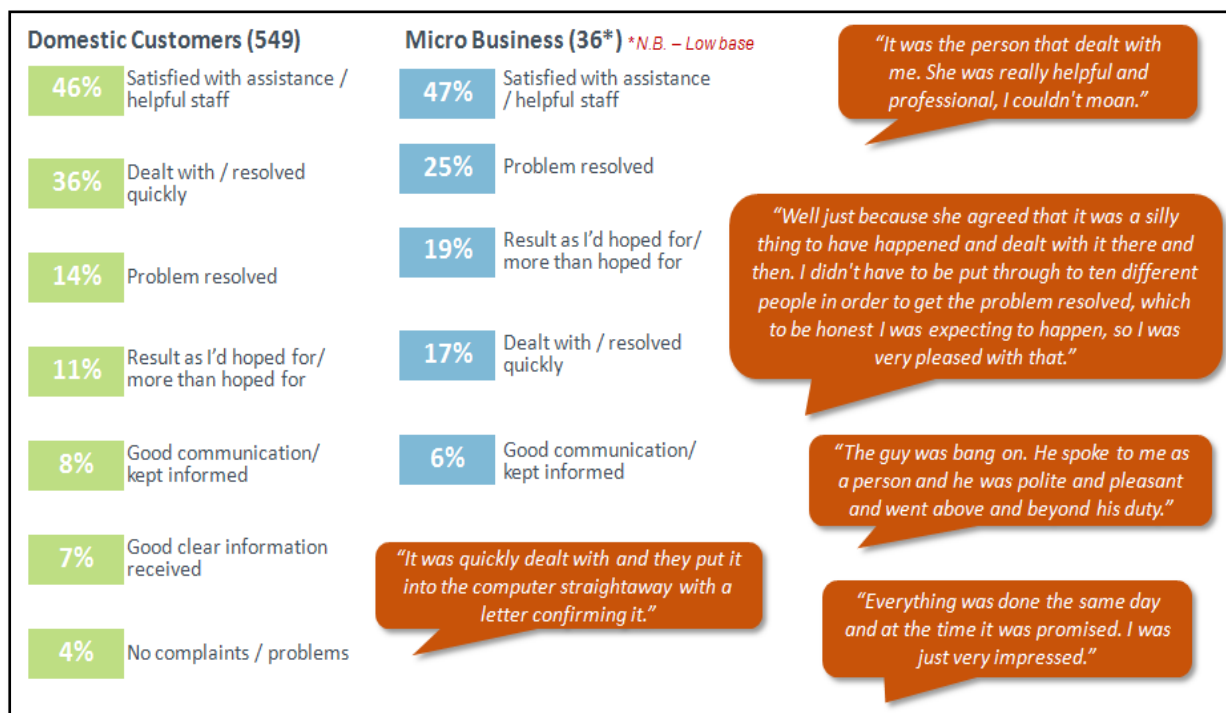 Domestic Customers (549)
46%
Satisfied with assistance /
helpful staff
36%
Dealt with / resolved
quickly
14%
Problem resolved
11%
Result as I'd hoped for/
more than hoped for
8%
Good communication/
kept informed
7%
Good clear information
received
4%
No complaints / problems
Micro Business (36*) *N.B. – Low base
47%
Satisfied with assistance
/ helpful staff
25%
Problem resolved
19%
Result as I'd hoped for/
more than hoped for
17%
Dealt with / resolved
quickly
6%
Good communication/
kept informed
“It was quickly dealt with and they put it
into the computer straightaway with a
letter confirming it.”
“It was the person that dealt with
me. She was really helpful and
professional, I couldn't moan.”
“Well just because she agreed that it was a silly
thing to have happened and dealt with it there and
then. I didn't have to be put through to ten different
people in order to get the problem resolved, which
to be honest I was expecting to happen, so I was
very pleased with that.”
“The guy was bang on. He spoke to me as
a person and he was polite and pleasant
and went above and beyond his duty.”
“Everything was done the same day
and at the time it was promised. I was
just very impressed.”